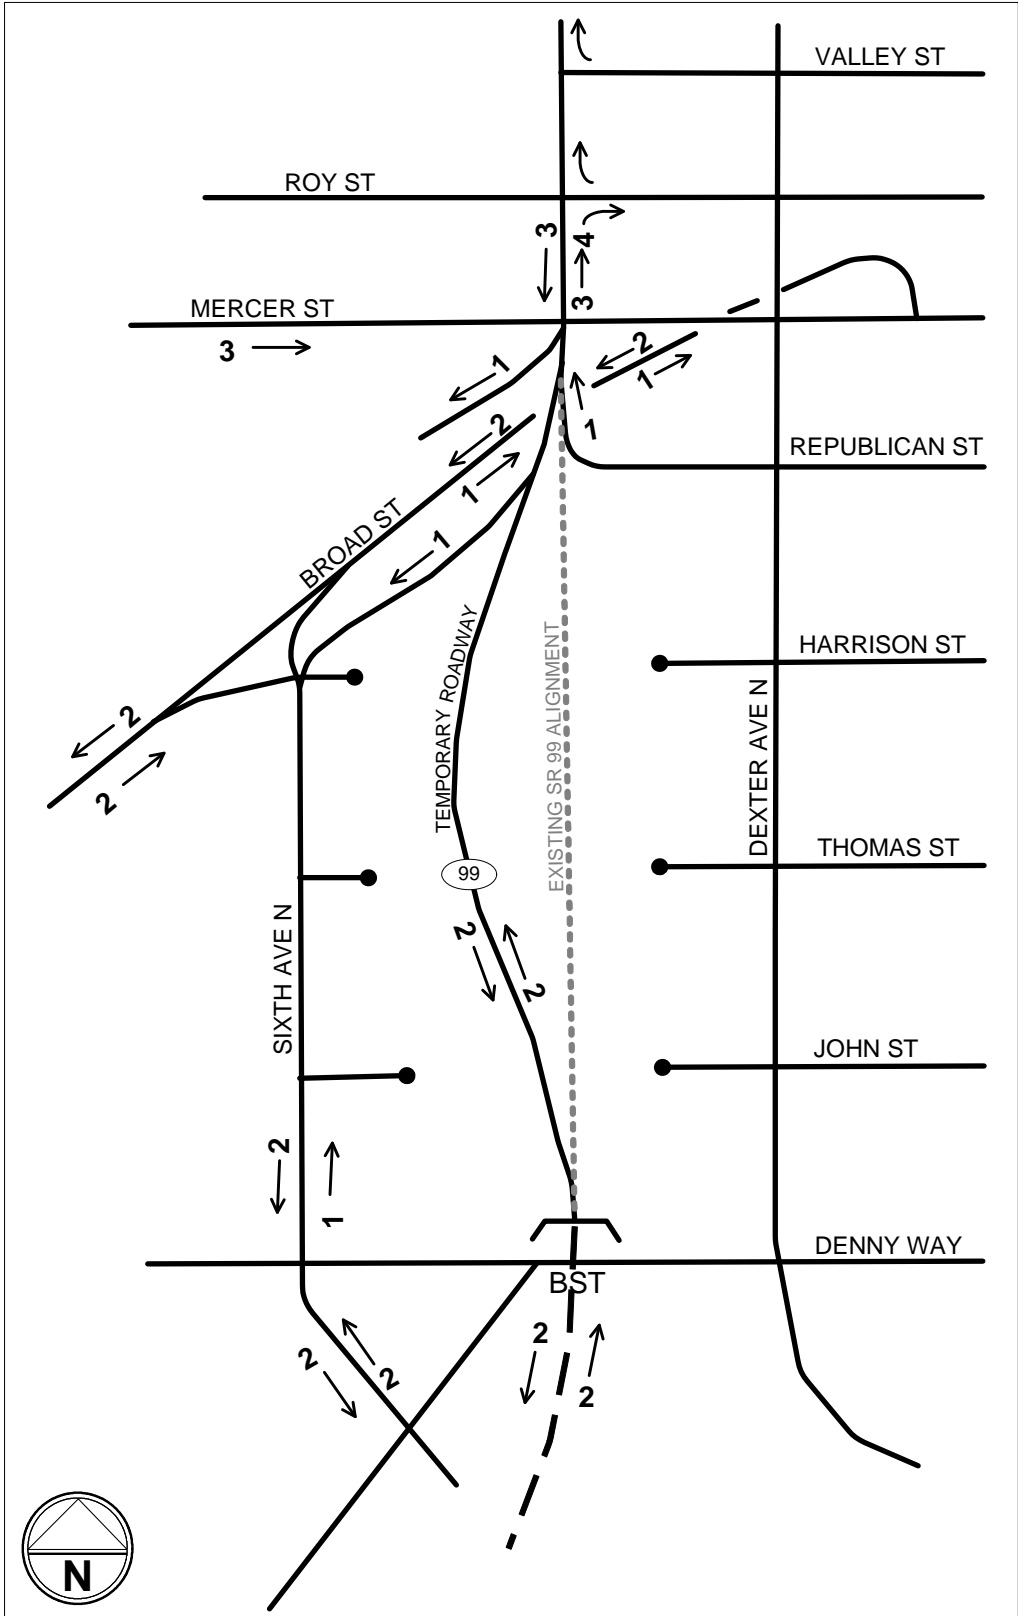 VALLEY ST
ROY ST
3
4
3
MERCER ST
3
1
2
1
2
1
1
REPUBLICAN ST
BROAD ST
1
TEMPORARY ROADWAY
EXISTING SR 99 ALIGNMENT
HARRISON ST
2
2
DEXTER AVE N
THOMAS ST
99
2
2
SIXTH AVE N
JOHN ST
2
1
DENNY WAY
BST
2
2
2
2
N